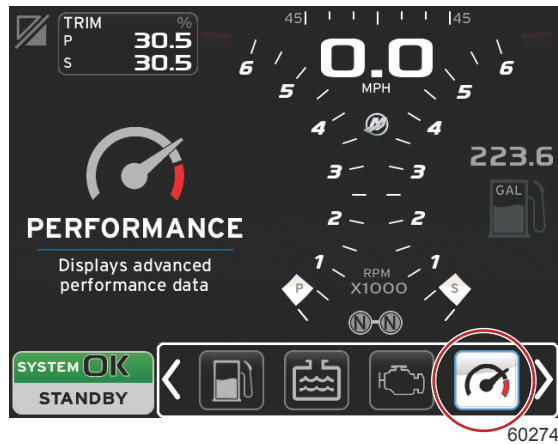 TRIM %
P 30.5
S 30.5
45 45
0.0
MPH
6 6
5 5
4 4
3 3
2 2
1 1
RPM
X1000
P S
N N
223.6
GAL
PERFORMANCE
Displays advanced
performance data
SYSTEM OK
STANDBY
60274